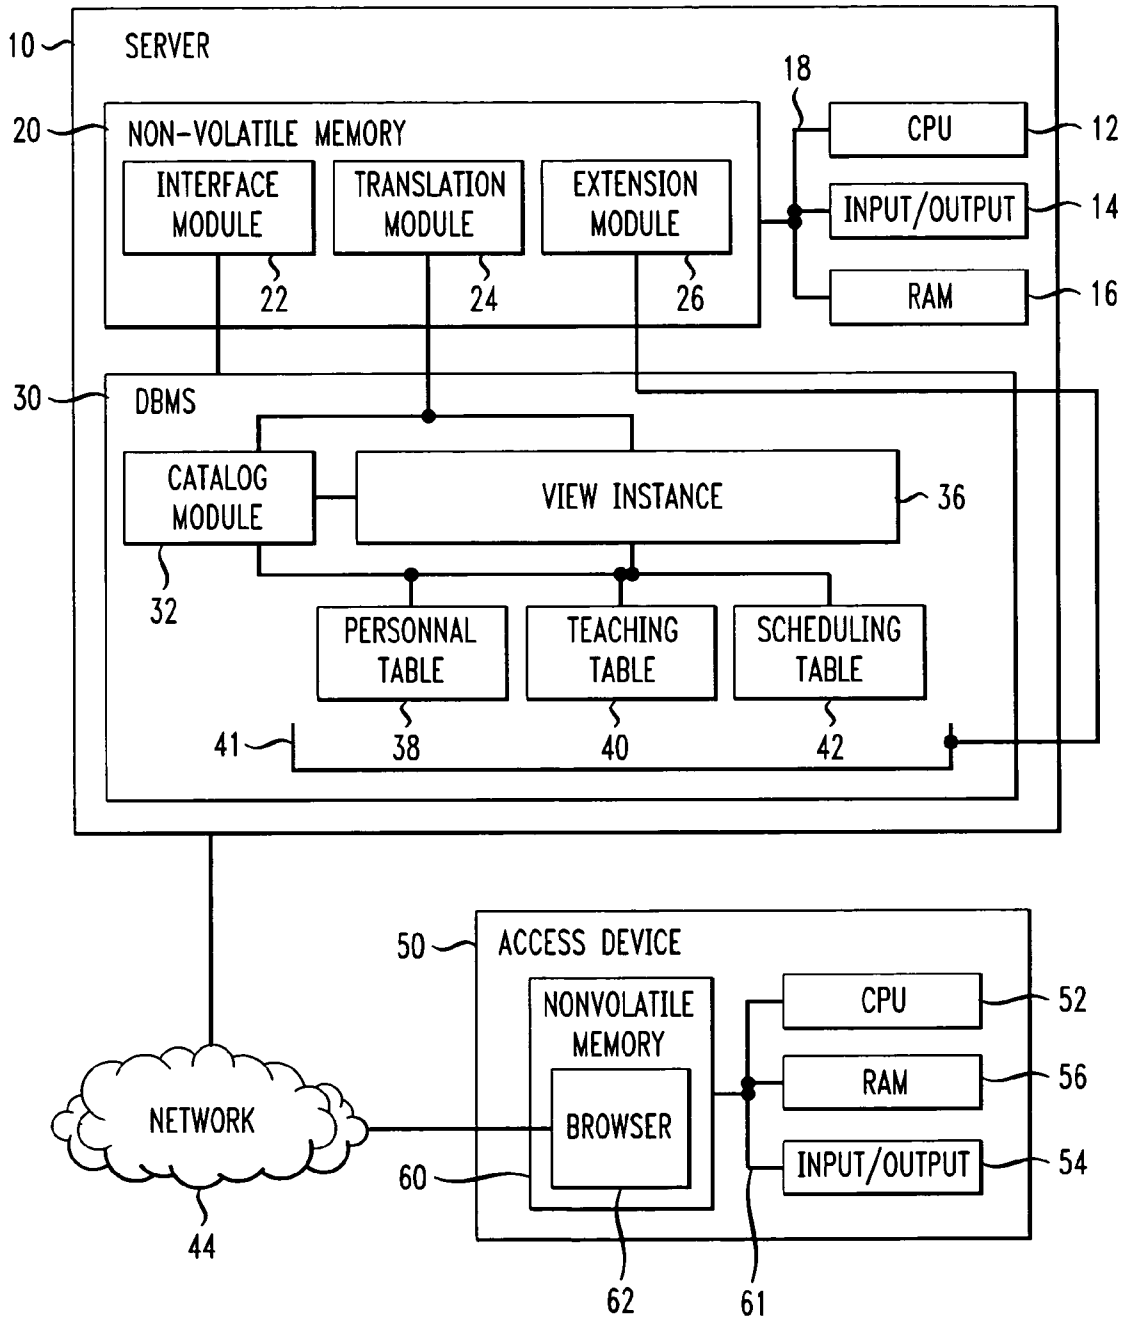 10
SERVER
18
20
NON-VOLATILE MEMORY
CPU
12
INTERFACE
MODULE
TRANSLATION
MODULE
EXTENSION
MODULE
INPUT/OUTPUT
14
22
24
26
RAM
16
30
DBMS
CATALOG
MODULE
VIEW INSTANCE
36
32
PERSONNAL
TABLE
TEACHING
TABLE
SCHEDULING
TABLE
41
38
40
42
50
ACCESS DEVICE
NONVOLATILE
MEMORY
CPU
52
RAM
56
NETWORK
BROWSER
INPUT/OUTPUT
54
60
44
62
61